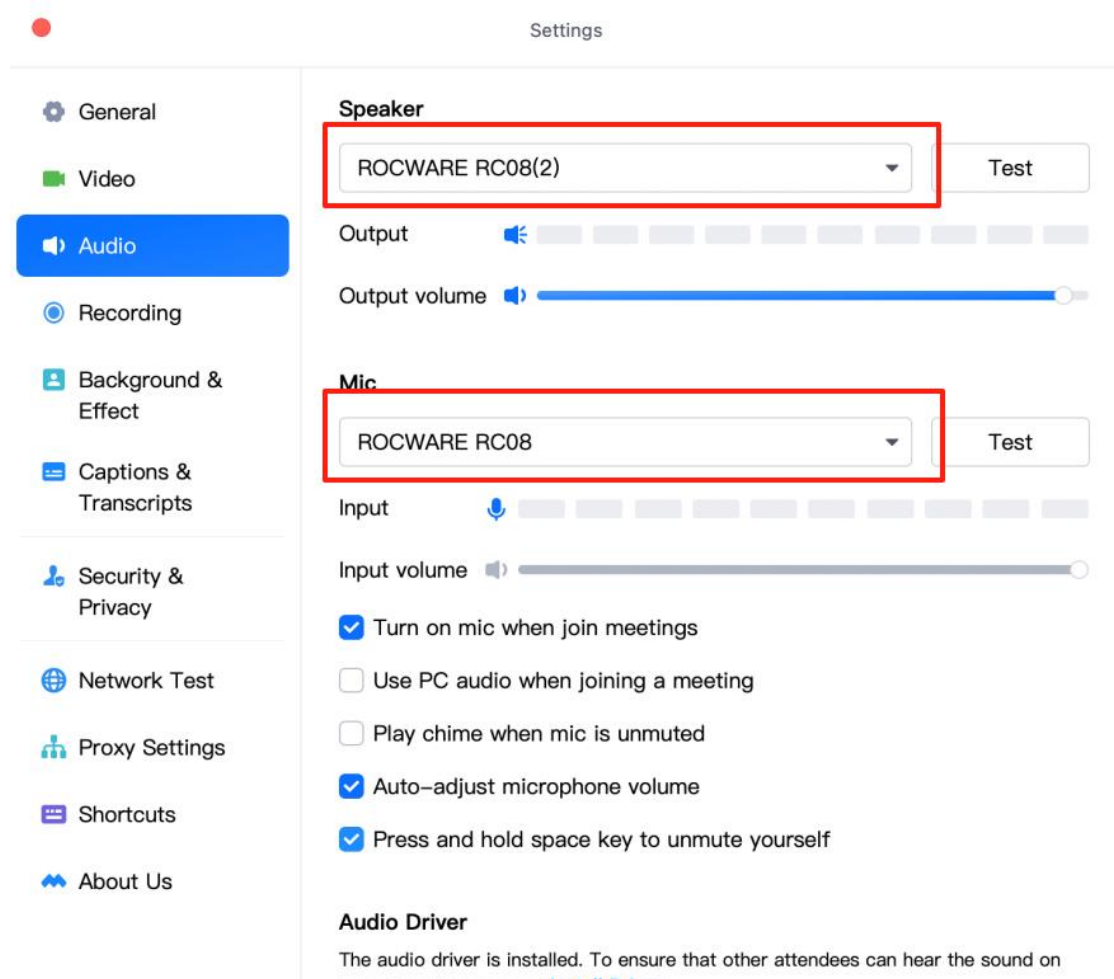 Settings
General
Video
Audio
Recording
Background &
Effect
Captions &
Transcripts
Security &
Privacy
Network Test
Proxy Settings
Shortcuts
About Us
Speaker
ROCWARE RC08(2)
Test
Output
Output volume
Mic
ROCWARE RC08
Test
Input
Input volume
Turn on mic when join meetings
Use PC audio when joining a meeting
Play chime when mic is unmuted
Auto-adjust microphone volume
Press and hold space key to unmute yourself
Audio Driver
The audio driver is installed. To ensure that other attendees can hear the sound on